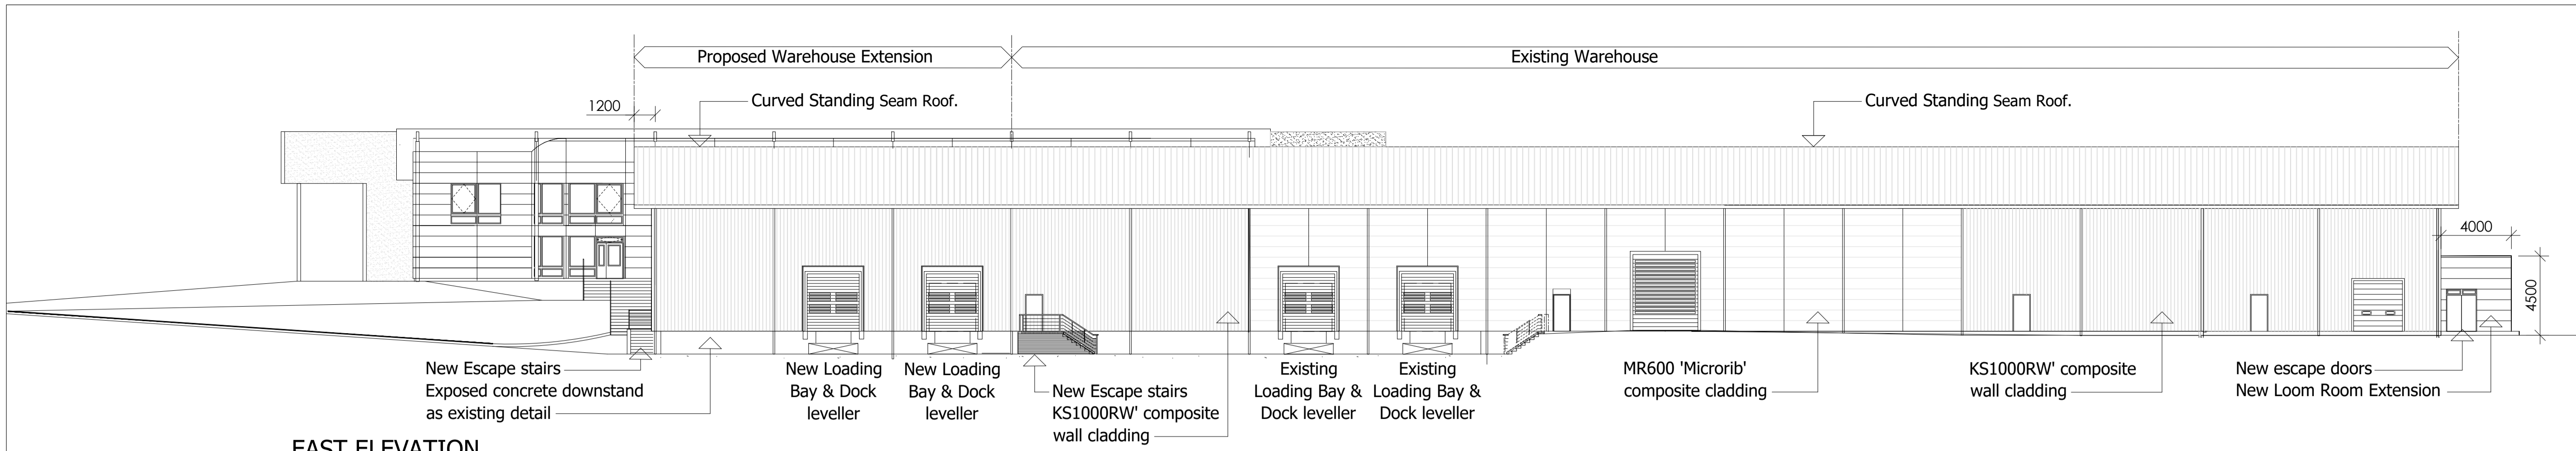 Proposed Warehouse Extension
Existing Warehouse
1200
Curved Standing Seam Roof.
Curved Standing Seam Roof.
4000
4500
New Escape stairs
Exposed concrete downstand
as existing detail
New Loading
Bay & Dock
leveller
New Loading
Bay & Dock
leveller
New Escape stairs
KS1000RW' composite
wall cladding
Existing
Loading Bay &
Dock leveller
Existing
Loading Bay &
Dock leveller
MR600 'Microrib'
composite cladding
KS1000RW' composite
wall cladding
New escape doors
New Loom Room Extension
EAST ELEVATION